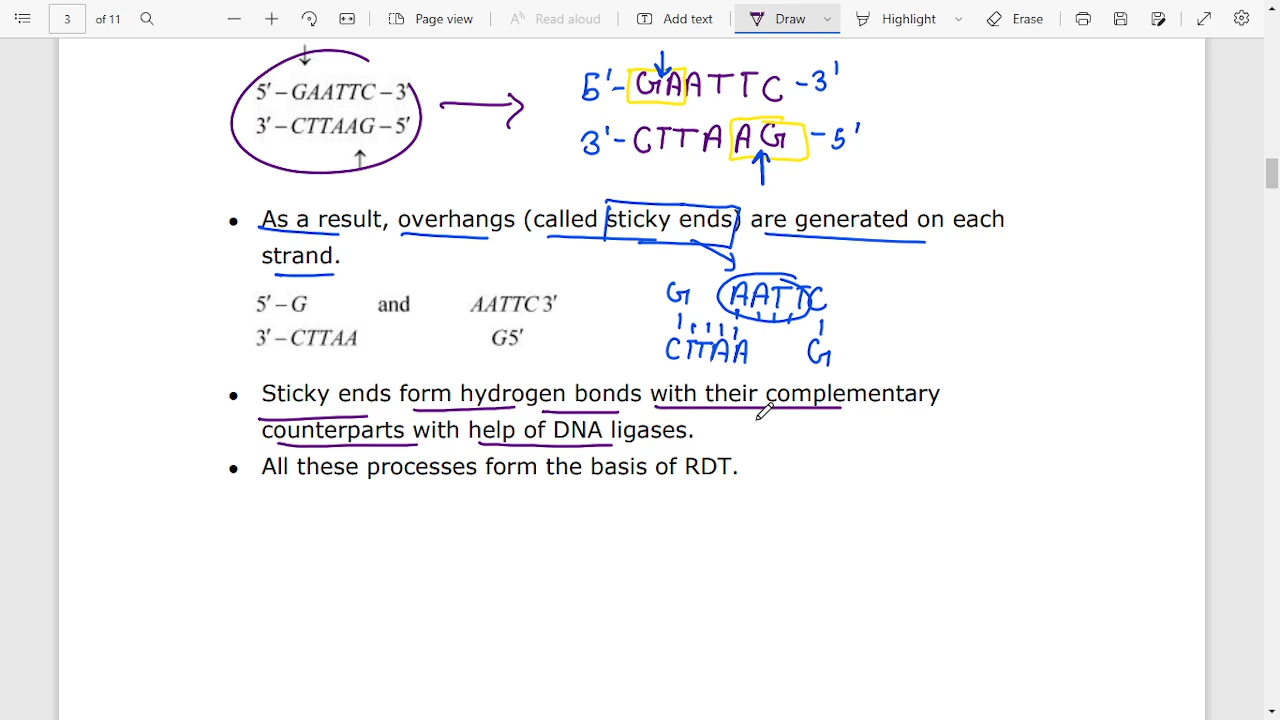 3 of 11 Page view Read aloud Add text Draw Highlight Erase
5' – GAATTC – 3'
3' – CTTAAG – 5'
5'- GAATTC -3'
3'- CTTAAG -5'
• As a result, overhangs (called sticky ends) are generated on each
strand.
5' – G and AATTC 3'
3' – CTTAA G5'
G AATTC
CTTAA G
• Sticky ends form hydrogen bonds with their complementary
counterparts with help of DNA ligases.
• All these processes form the basis of RDT.